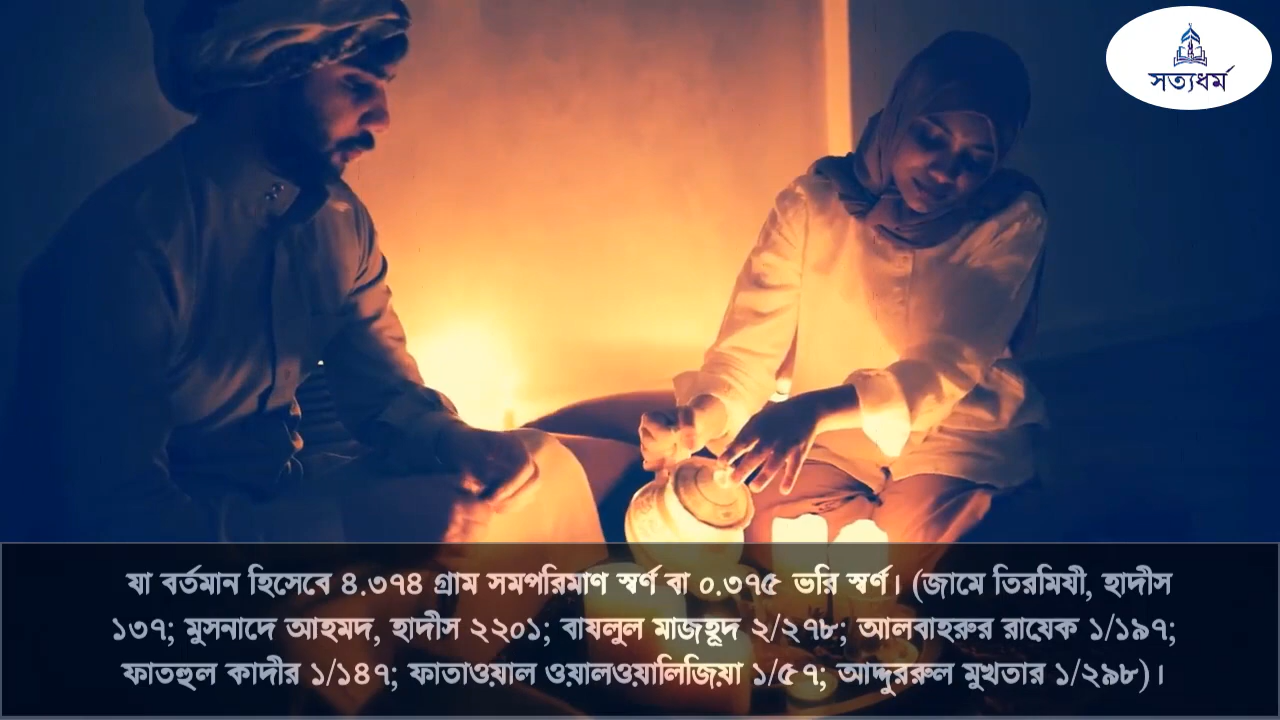 সত্যধর্ম
যা বর্তমান হিসেবে ৪.৩৭৪ গ্রাম সমপরিমাণ স্বর্ণ বা ০.৩৭৫ ভরি স্বর্ণ। (জামে তিরমিযী, হাদীস
১৩৭; মুসনাদে আহমদ, হাদীস ২২০১; বাযলুল মাজহূদ ২/২৭৮; আলবাহরুর রায়েক ১/১৯৭;
ফাতহুল কাদীর ১/১৪৭; ফাতাওয়াল ওয়ালওয়ালিজিয়া ১/৫৭; আদ্দুররুল মুখতার ১/২৯৮)।